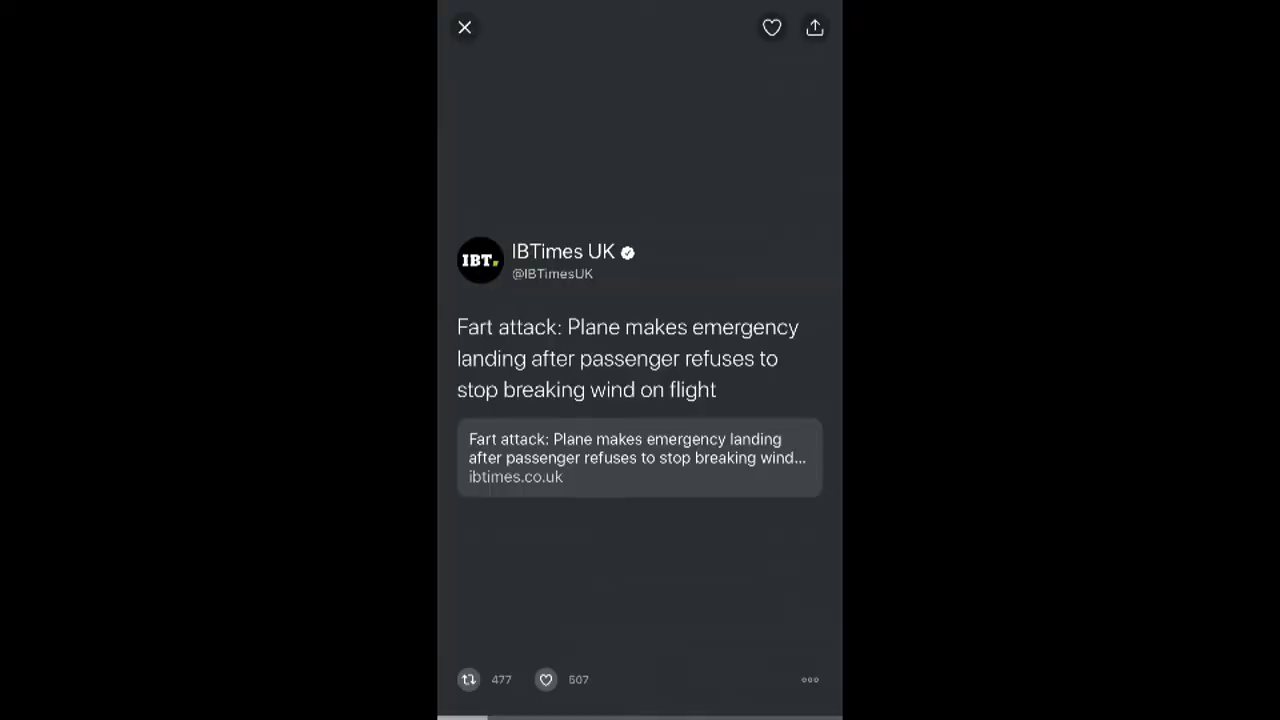 IBT.
IBTimes UK
@IBTimesUK
Fart attack: Plane makes emergency
landing after passenger refuses to
stop breaking wind on flight
Fart attack: Plane makes emergency landing
after passenger refuses to stop breaking wind...
ibtimes.co.uk
477 507